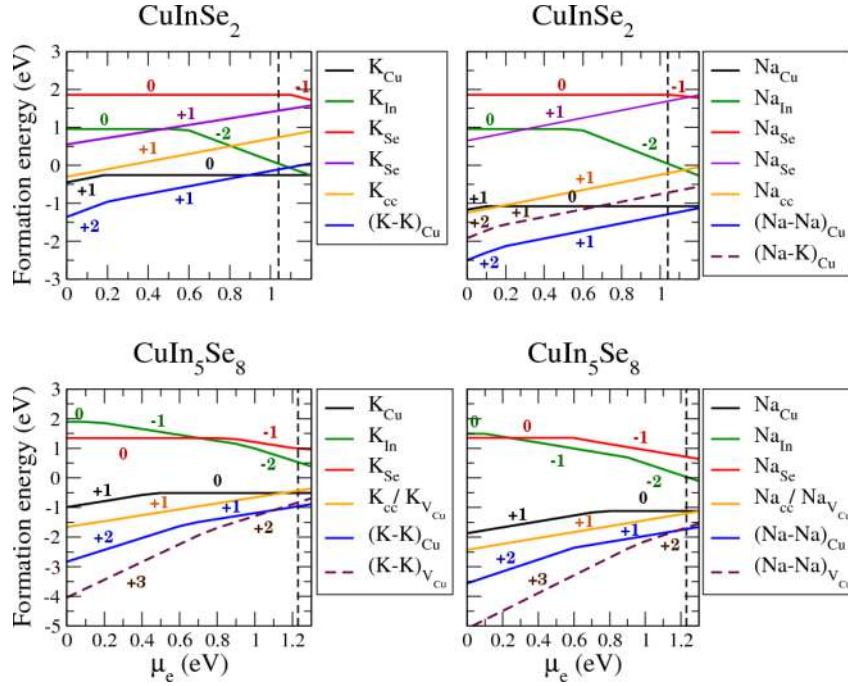 CuInSe2
CuInSe2
Formation energy (eV)
3
2
1
0
-1
-2
-3
0 0.2 0.4 0.6 0.8 1
0
-1
+1
0
-2
+1
+1
0
+2
+1
KCu
KIn
KSe
KSe
Kcc
(K-K)Cu
0 0.2 0.4 0.6 0.8 1
0
-1
+1
0
-2
+1
+1
0
+2
+1
+2
+1
NaCu
NaIn
NaSe
NaSe
Nacc
(Na-Na)Cu
(Na-K)Cu
CuIn5Se8
CuIn5Se8
Formation energy (eV)
3
2
1
0
-1
-2
-3
-4
-5
0 0.2 0.4 0.6 0.8 1 1.2
μe (eV)
0
-1
-1
0
-2
0
+1
+1
+1
+2
+2
+3
KCu
KIn
KSe
Kcc/ KVCu
(K-K)Cu
(K-K)VCu
0 0.2 0.4 0.6 0.8 1 1.2
μe (eV)
0
0
-1
-1
-2
0
+1
+1
+1
+2
+2
+3
NaCu
NaIn
NaSe
Nacc/ NaVCu
(Na-Na)Cu
(Na-Na)VCu